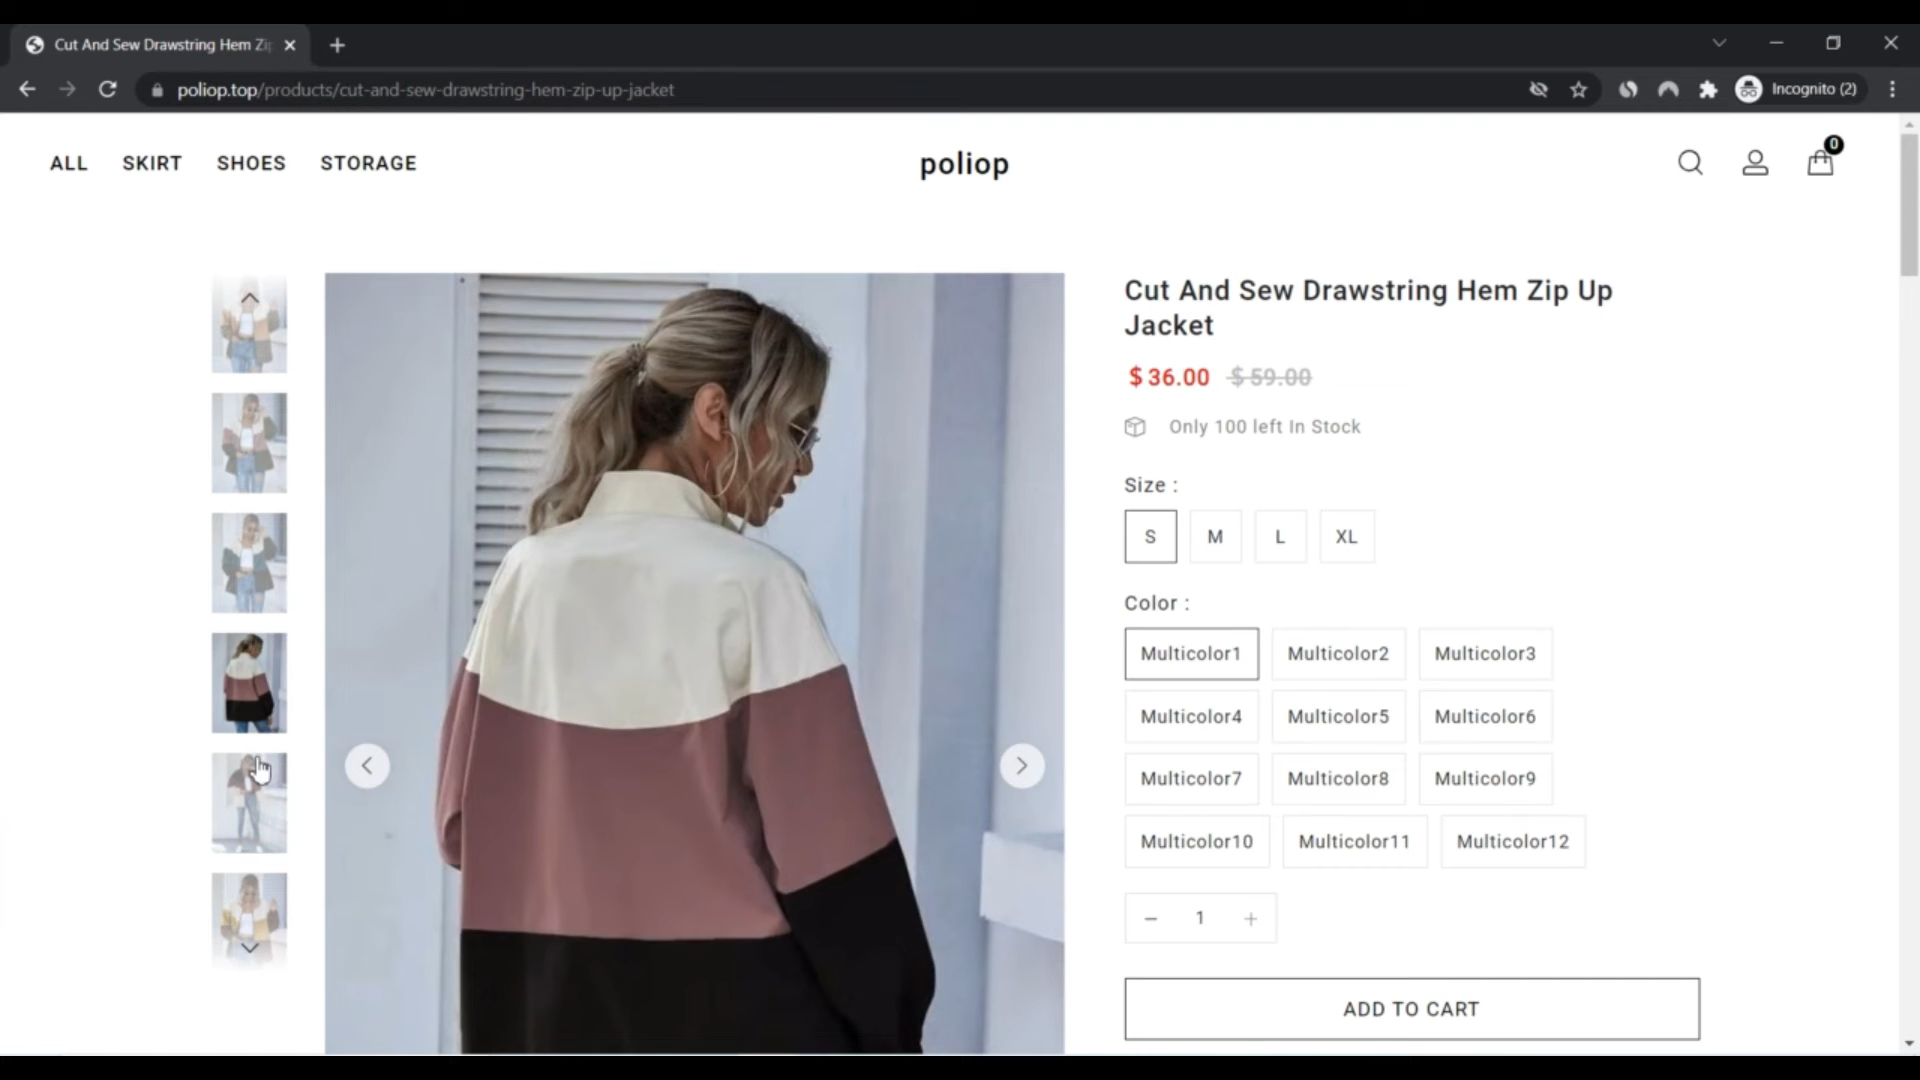 Cut And Sew Drawstring Hem Zip
poliop.top/products/cut-and-sew-drawstring-hem-zip-up-jacket
Incognito (2)
ALL SKIRT SHOES STORAGE
poliop
0
Cut And Sew Drawstring Hem Zip Up
Jacket
$ 36.00 $ 59.00
Only 100 left In Stock
Size :
S M L XL
Color :
Multicolor1 Multicolor2 Multicolor3
Multicolor4 Multicolor5 Multicolor6
Multicolor7 Multicolor8 Multicolor9
Multicolor10 Multicolor11 Multicolor12
− 1 +
ADD TO CART